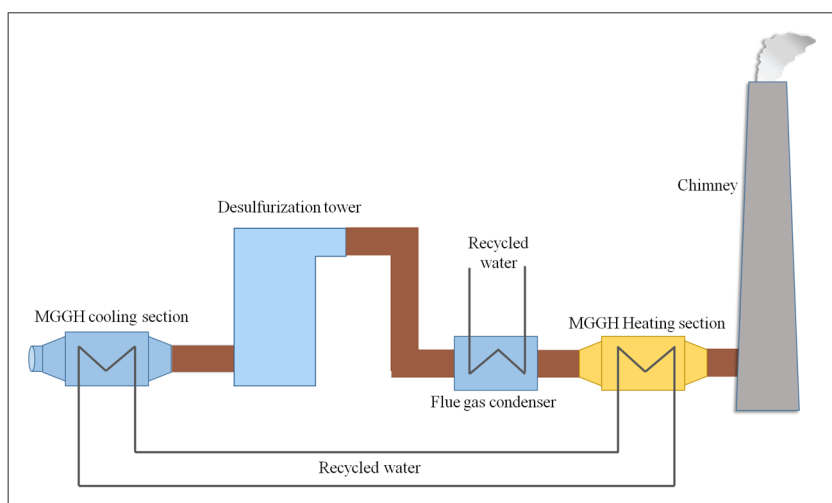 Chimney
Desulfurization tower
Recycled
water
MGGH cooling section
MGGH Heating section
Flue gas condenser
Recycled water